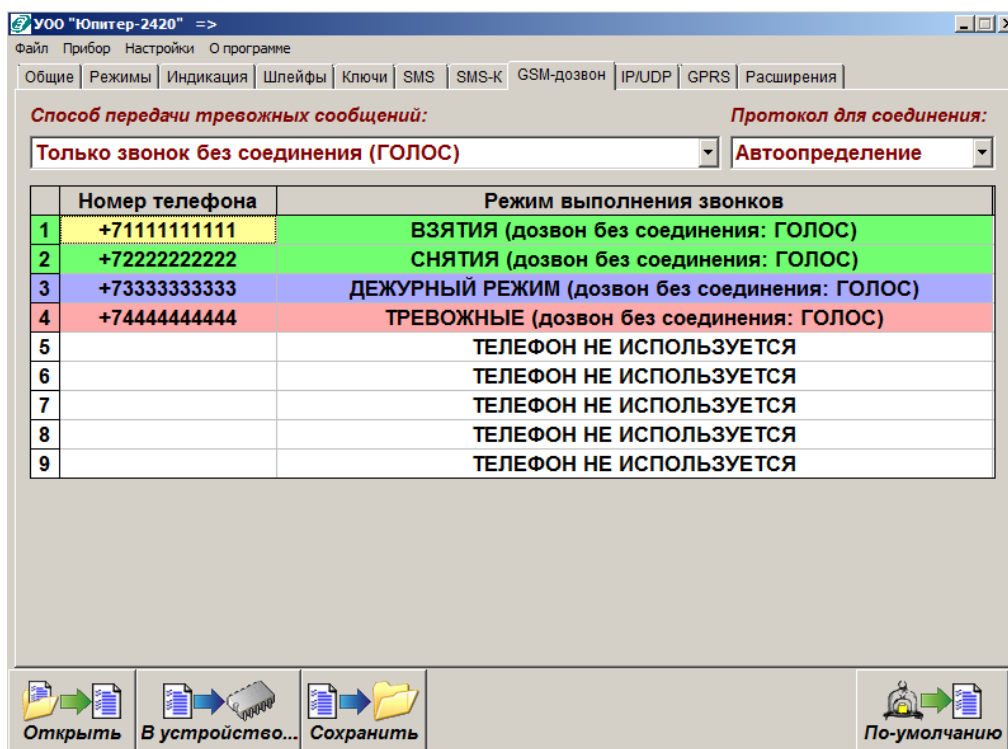 УОО "Юпитер-2420" =>
Файл Прибор Настройки О программе
Общие Режимы Индикация Шлейфы Ключи SMS SMS-К GSM-дозвон IP/UDP GPRS Расширения
Способ передачи тревожных сообщений: Протокол для соединения:
Только звонок без соединения (ГОЛОС) Автоопределение
Номер телефона Режим выполнения звонков
1 +71111111111 ВЗЯТИЯ (дозвон без соединения: ГОЛОС)
2 +72222222222 СНЯТИЯ (дозвон без соединения: ГОЛОС)
3 +73333333333 ДЕЖУРНЫЙ РЕЖИМ (дозвон без соединения: ГОЛОС)
4 +74444444444 ТРЕВОЖНЫЕ (дозвон без соединения: ГОЛОС)
5 ТЕЛЕФОН НЕ ИСПОЛЬЗУЕТСЯ
6 ТЕЛЕФОН НЕ ИСПОЛЬЗУЕТСЯ
7 ТЕЛЕФОН НЕ ИСПОЛЬЗУЕТСЯ
8 ТЕЛЕФОН НЕ ИСПОЛЬЗУЕТСЯ
9 ТЕЛЕФОН НЕ ИСПОЛЬЗУЕТСЯ
Открыть В устройство... Сохранить По-умолчанию